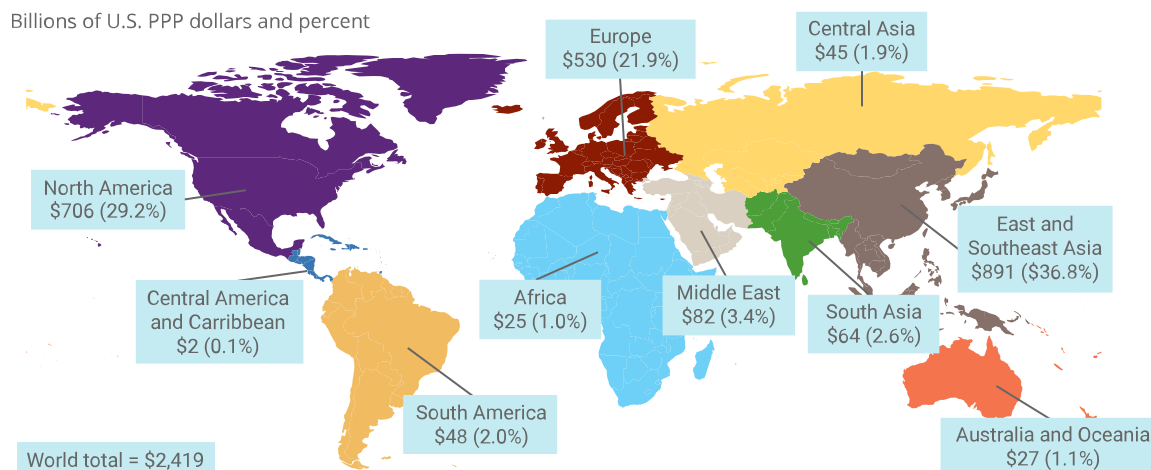 Billions of U.S. PPP dollars and percent
Europe
$530 (21.9%)
Central Asia
$45 (1.9%)
North America
$706 (29.2%)
East and
Southeast Asia
$891 ($36.8%)
Central America
and Carribbean
$2 (0.1%)
Africa
$25 (1.0%)
Middle East
$82 (3.4%)
South Asia
$64 (2.6%)
South America
$48 (2.0%)
Australia and Oceania
$27 (1.1%)
World total = $2,419